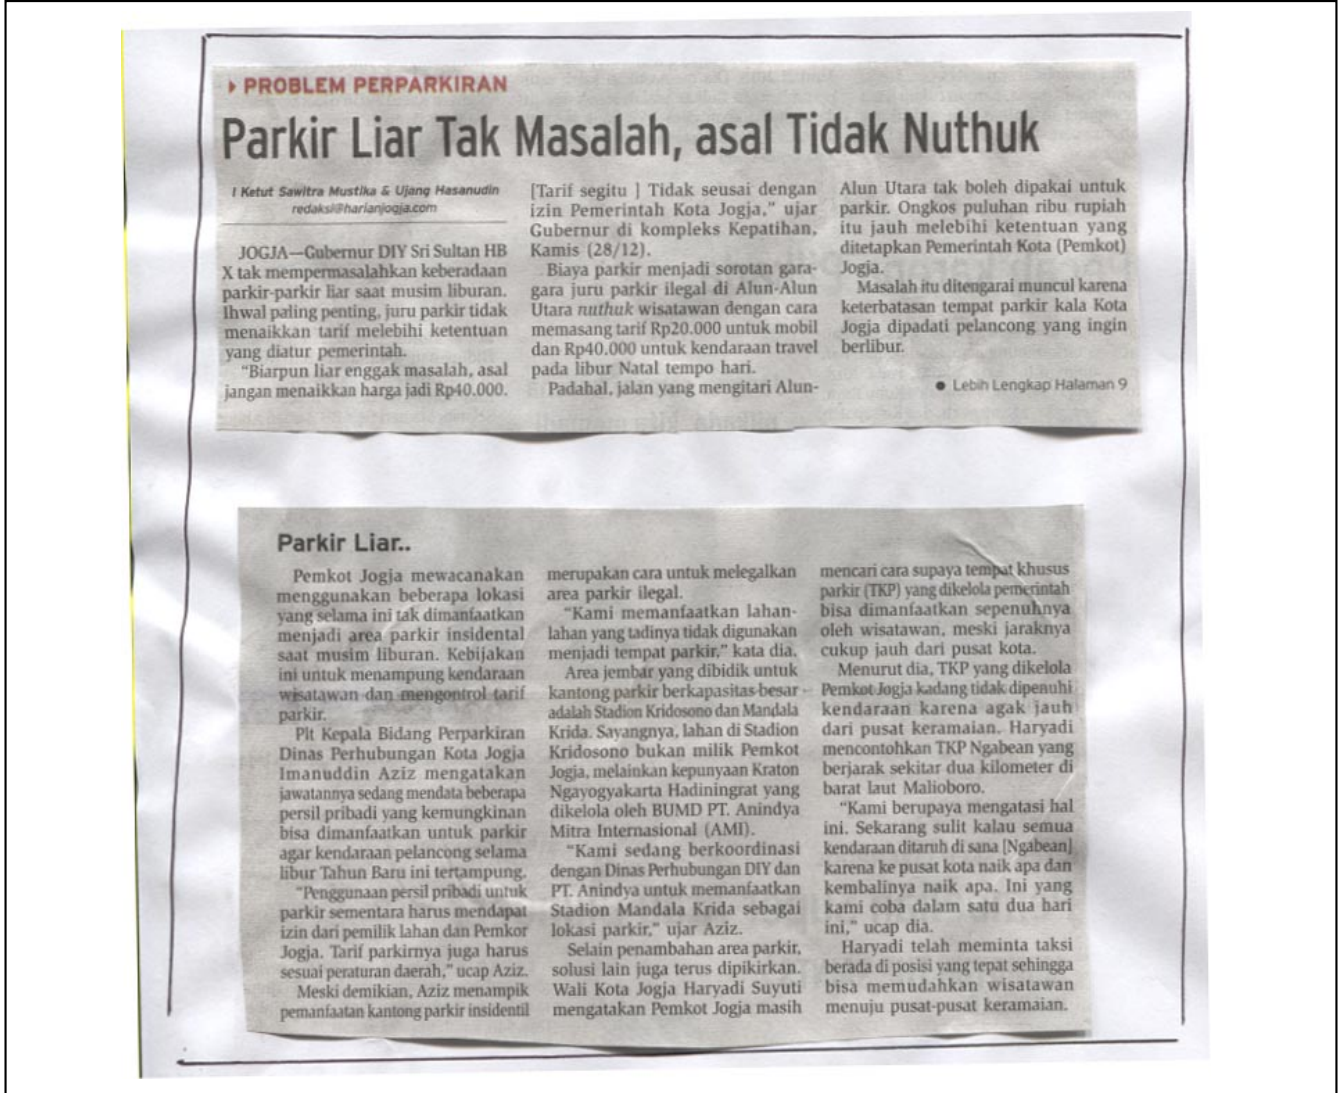 PROBLEM PERPARKIRAN
Parkir Liar Tak Masalah, asal Tidak Nuthuk
I Ketut Sawitra Mustika & Ujang Hasanudin
redaksi@harianjogja.com
JOGJA—Gubernur DIY Sri Sultan HB
X tak mempermasalahkan keberadaan
parkir-parkir liar saat musim liburan.
Ihwal paling penting, juru parkir tidak
menaikkan tarif melebihi ketentuan
yang diatur pemerintah.
"Biarpun liar enggak masalah, asal
jangan menaikkan harga jadi Rp40.000.
[Tarif segitu ] Tidak seusai dengan
izin Pemerintah Kota Jogja," ujar
Gubernur di kompleks Kepatihan,
Kamis (28/12).
Biaya parkir menjadi sorotan gara-
gara juru parkir ilegal di Alun-Alun
Utara nuthuk wisatawan dengan cara
memasang tarif Rp20.000 untuk mobil
dan Rp40.000 untuk kendaraan travel
pada libur Natal tempo hari.
Padahal, jalan yang mengitari Alun-
Alun Utara tak boleh dipakai untuk
parkir. Ongkos puluhan ribu rupiah
itu jauh melebihi ketentuan yang
ditetapkan Pemerintah Kota (Pemkot)
Jogja.
Masalah itu ditengarai muncul karena
keterbatasan tempat parkir kala Kota
Jogja dipadati pelancong yang ingin
berlibur.
● Lebih Lengkap Halaman 9
Parkir Liar..
Pemkot Jogja mewacanakan
menggunakan beberapa lokasi
yang selama ini tak dimanfaatkan
menjadi area parkir insidental
saat musim liburan. Kebijakan
ini untuk menampung kendaraan
wisatawan dan mengontrol tarif
parkir.
Plt Kepala Bidang Perparkiran
Dinas Perhubungan Kota Jogja
Imanuddin Aziz mengatakan
jawatannya sedang mendata beberapa
persil pribadi yang kemungkinan
bisa dimanfaatkan untuk parkir
agar kendaraan pelancong selama
libur Tahun Baru ini tertampung.
"Penggunaan persil pribadi untuk
parkir sementara harus mendapat
izin dari pemilik lahan dan Pemkor
Jogja. Tarif parkirnya juga harus
sesuai peraturan daerah," ucap Aziz.
Meski demikian, Aziz menampik
pemanfaatan kantong parkir insidentil
merupakan cara untuk melegalkan
area parkir ilegal.
"Kami memanfaatkan lahan-
lahan yang tadinya tidak digunakan
menjadi tempat parkir," kata dia.
Area jembar yang dibidik untuk
kantong parkir berkapasitas besar
adalah Stadion Kridosono dan Mandala
Krida. Sayangnya, lahan di Stadion
Kridosono bukan milik Pemkot
Jogja, melainkan kepunyaan Kraton
Ngayogyakarta Hadiningrat yang
dikelola oleh BUMD PT. Anindya
Mitra Internasional (AMI).
"Kami sedang berkoordinasi
dengan Dinas Perhubungan DIY dan
PT. Anindya untuk memanfaatkan
Stadion Mandala Krida sebagai
lokasi parkir," ujar Aziz.
Selain penambahan area parkir,
solusi lain juga terus dipikirkan.
Wali Kota Jogja Haryadi Suyuti
mengatakan Pemkot Jogja masih
mencari cara supaya tempat khusus
parkir (TKP) yang dikelola pemerintah
bisa dimanfaatkan sepenuhnya
oleh wisatawan, meski jaraknya
cukup jauh dari pusat kota.
Menurut dia, TKP yang dikelola
Pemkot Jogja kadang tidak dipenuhi
kendaraan karena agak jauh
dari pusat keramaian. Haryadi
mencontohkan TKP Ngabean yang
berjarak sekitar dua kilometer di
barat laut Malioboro.
"Kami berupaya mengatasi hal
ini. Sekarang sulit kalau semua
kendaraan ditaruh di sana [Ngabean]
karena ke pusat kota naik apa dan
kembalinya naik apa. Ini yang
kami coba dalam satu dua hari
ini," ucap dia.
Haryadi telah meminta taksi
berada di posisi yang tepat sehingga
bisa memudahkan wisatawan
menuju pusat-pusat keramaian.